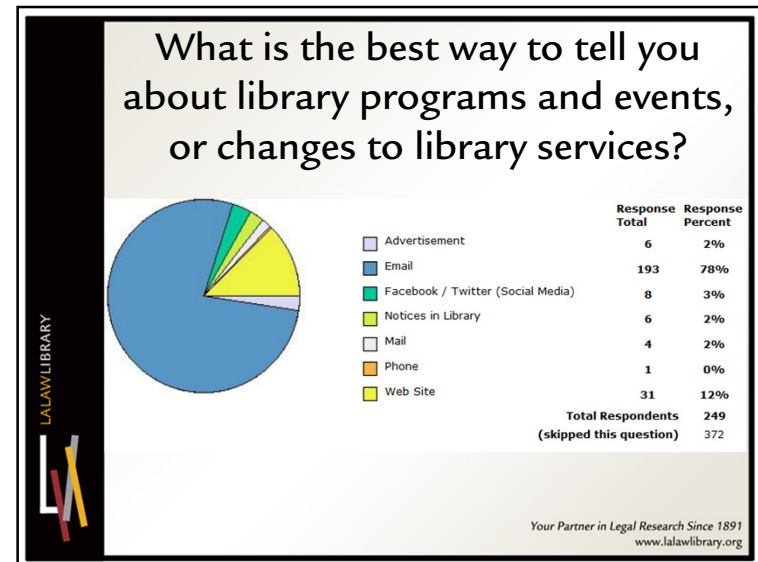 What is the best way to tell you
about library programs and events,
or changes to library services?
Response Total Response Percent
Advertisement 6 2%
Email 193 78%
Facebook / Twitter (Social Media) 8 3%
Notices in Library 6 2%
Mail 4 2%
Phone 1 0%
Web Site 31 12%
Total Respondents 249
(skipped this question) 372
LALAWLIBRARY
Your Partner in Legal Research Since 1891
www.lalawlibrary.org